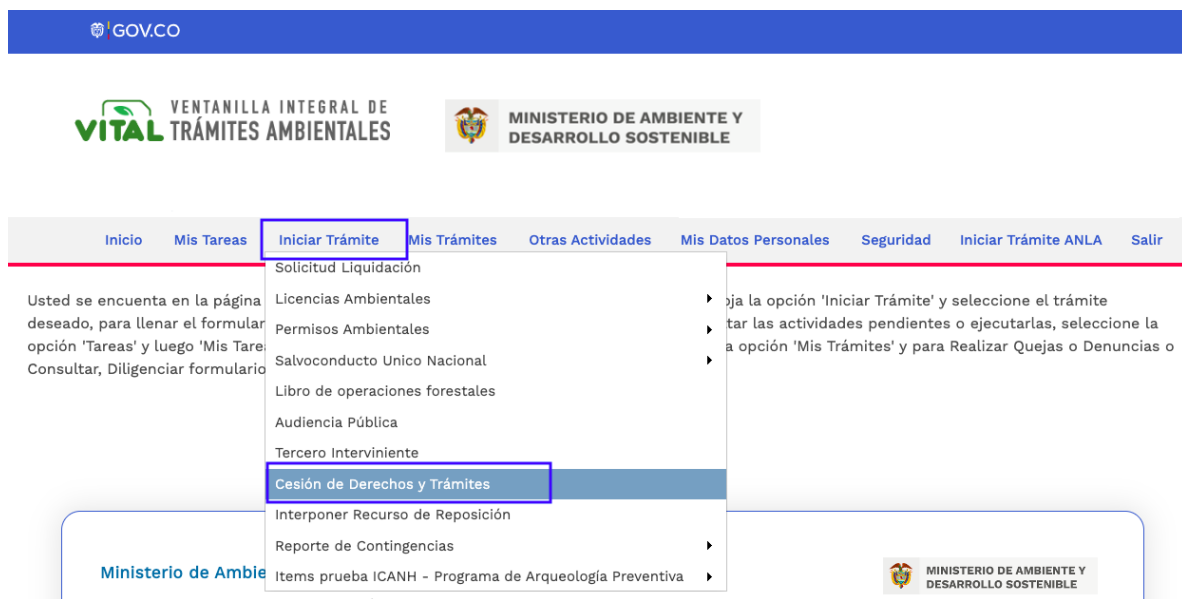 GOV.CO
VENTANILLA INTEGRAL DE
VITAL TRÁMITES AMBIENTALES
MINISTERIO DE AMBIENTE Y
DESARROLLO SOSTENIBLE
Inicio Mis Tareas Iniciar Trámite Mis Trámites Otras Actividades Mis Datos Personales Seguridad Iniciar Trámite ANLA Salir
Solicitud Liquidación
Usted se encuenta en la página Licencias Ambientales oja la opción 'Iniciar Trámite' y seleccione el trámite
deseado, para llenar el formular Permisos Ambientales tar las actividades pendientes o ejecutarlas, seleccione la
opción 'Tareas' y luego 'Mis Tare Salvoconducto Unico Nacional a opción 'Mis Trámites' y para Realizar Quejas o Denuncias o
Consultar, Diligenciar formulario Libro de operaciones forestales
Audiencia Pública
Tercero Interviniente
Cesión de Derechos y Trámites
Interponer Recurso de Reposición
Reporte de Contingencias
Ministerio de Ambie Items prueba ICANH - Programa de Arqueología Preventiva
MINISTERIO DE AMBIENTE Y
DESARROLLO SOSTENIBLE